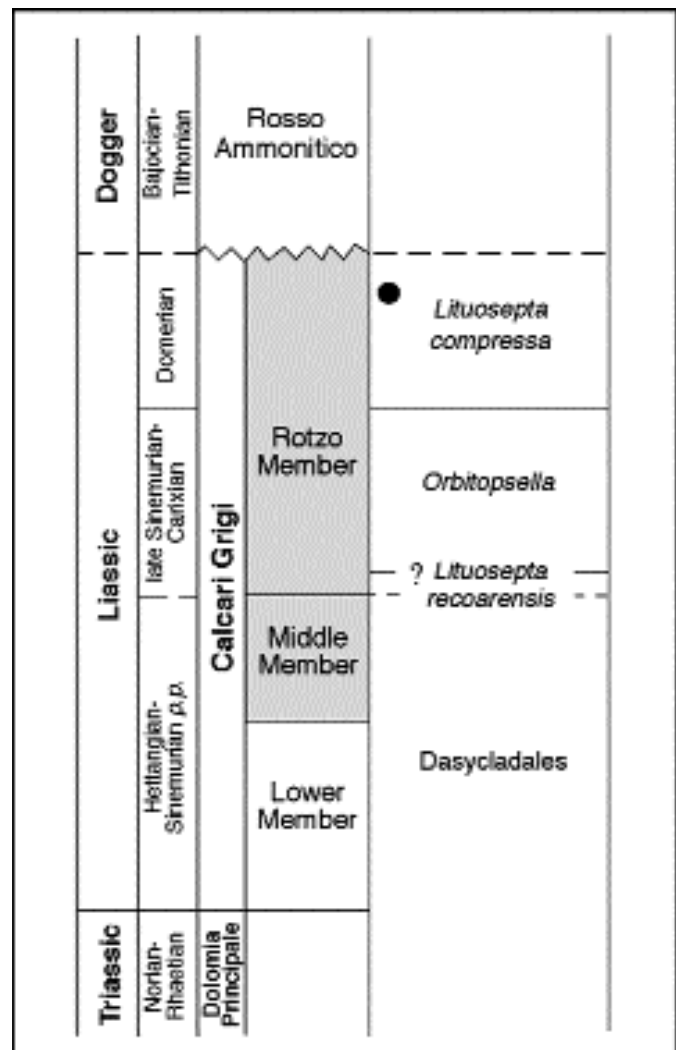 Dogger
Bajocian-
Tithonian
Rosso
Ammonitico
Liassic
Domerian
late Sinemurian-
Carixian
Hettangian-
Sinemurian p.p.
Calcari Grigi
Rotzo
Member
Middle
Member
Lower
Member
Lituosepta
compressa
Orbitopsella
? Lituosepta
recoarensis
Dasycladales
Triassic
Norian-
Rhaetian
Dolomia
Principale